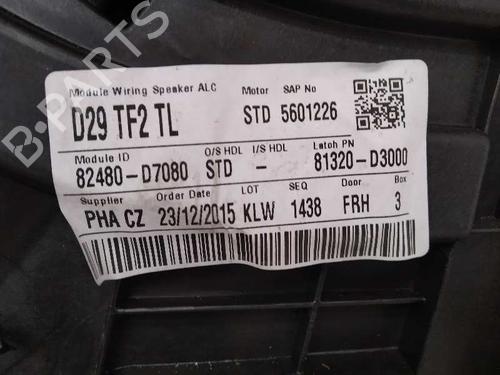 Module Wiring Speaker ALC Motor SAP No
D29 TF2 TL STD 5601226
Module ID O/S HDL I/S HDL Latch PN
82480-D7080 STD - 81320-D3000
Supplier Order Date LOT SEQ Door Box
PHA CZ 23/12/2015 KLW 1438 FRH 3
B-PARTS